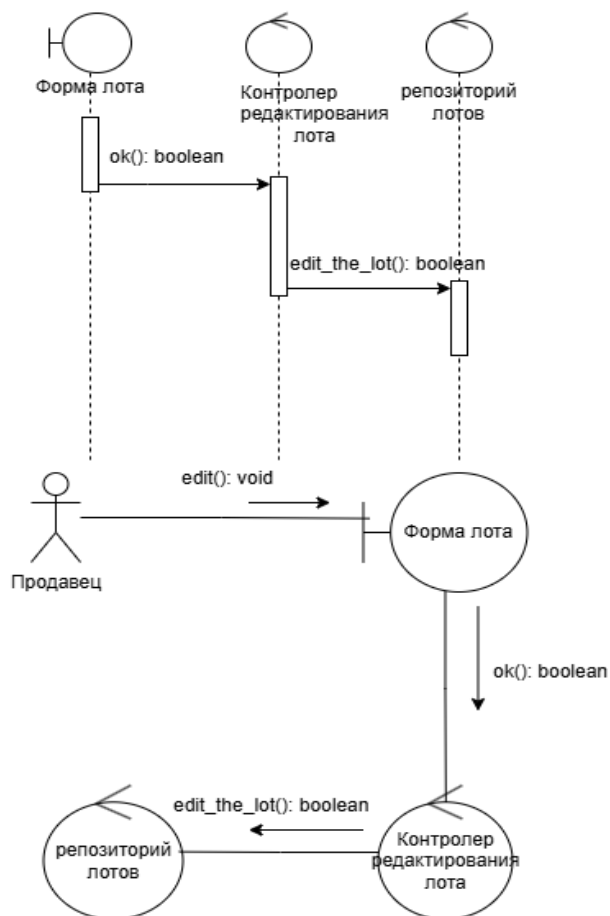 Форма лота
Контролер
редактирования
лота
репозиторий
лотов
ok(): boolean
edit_the_lot(): boolean
edit(): void
Продавец
Форма лота
ok(): boolean
edit_the_lot(): boolean
репозиторий
лотов
Контролер
редактирования
лота